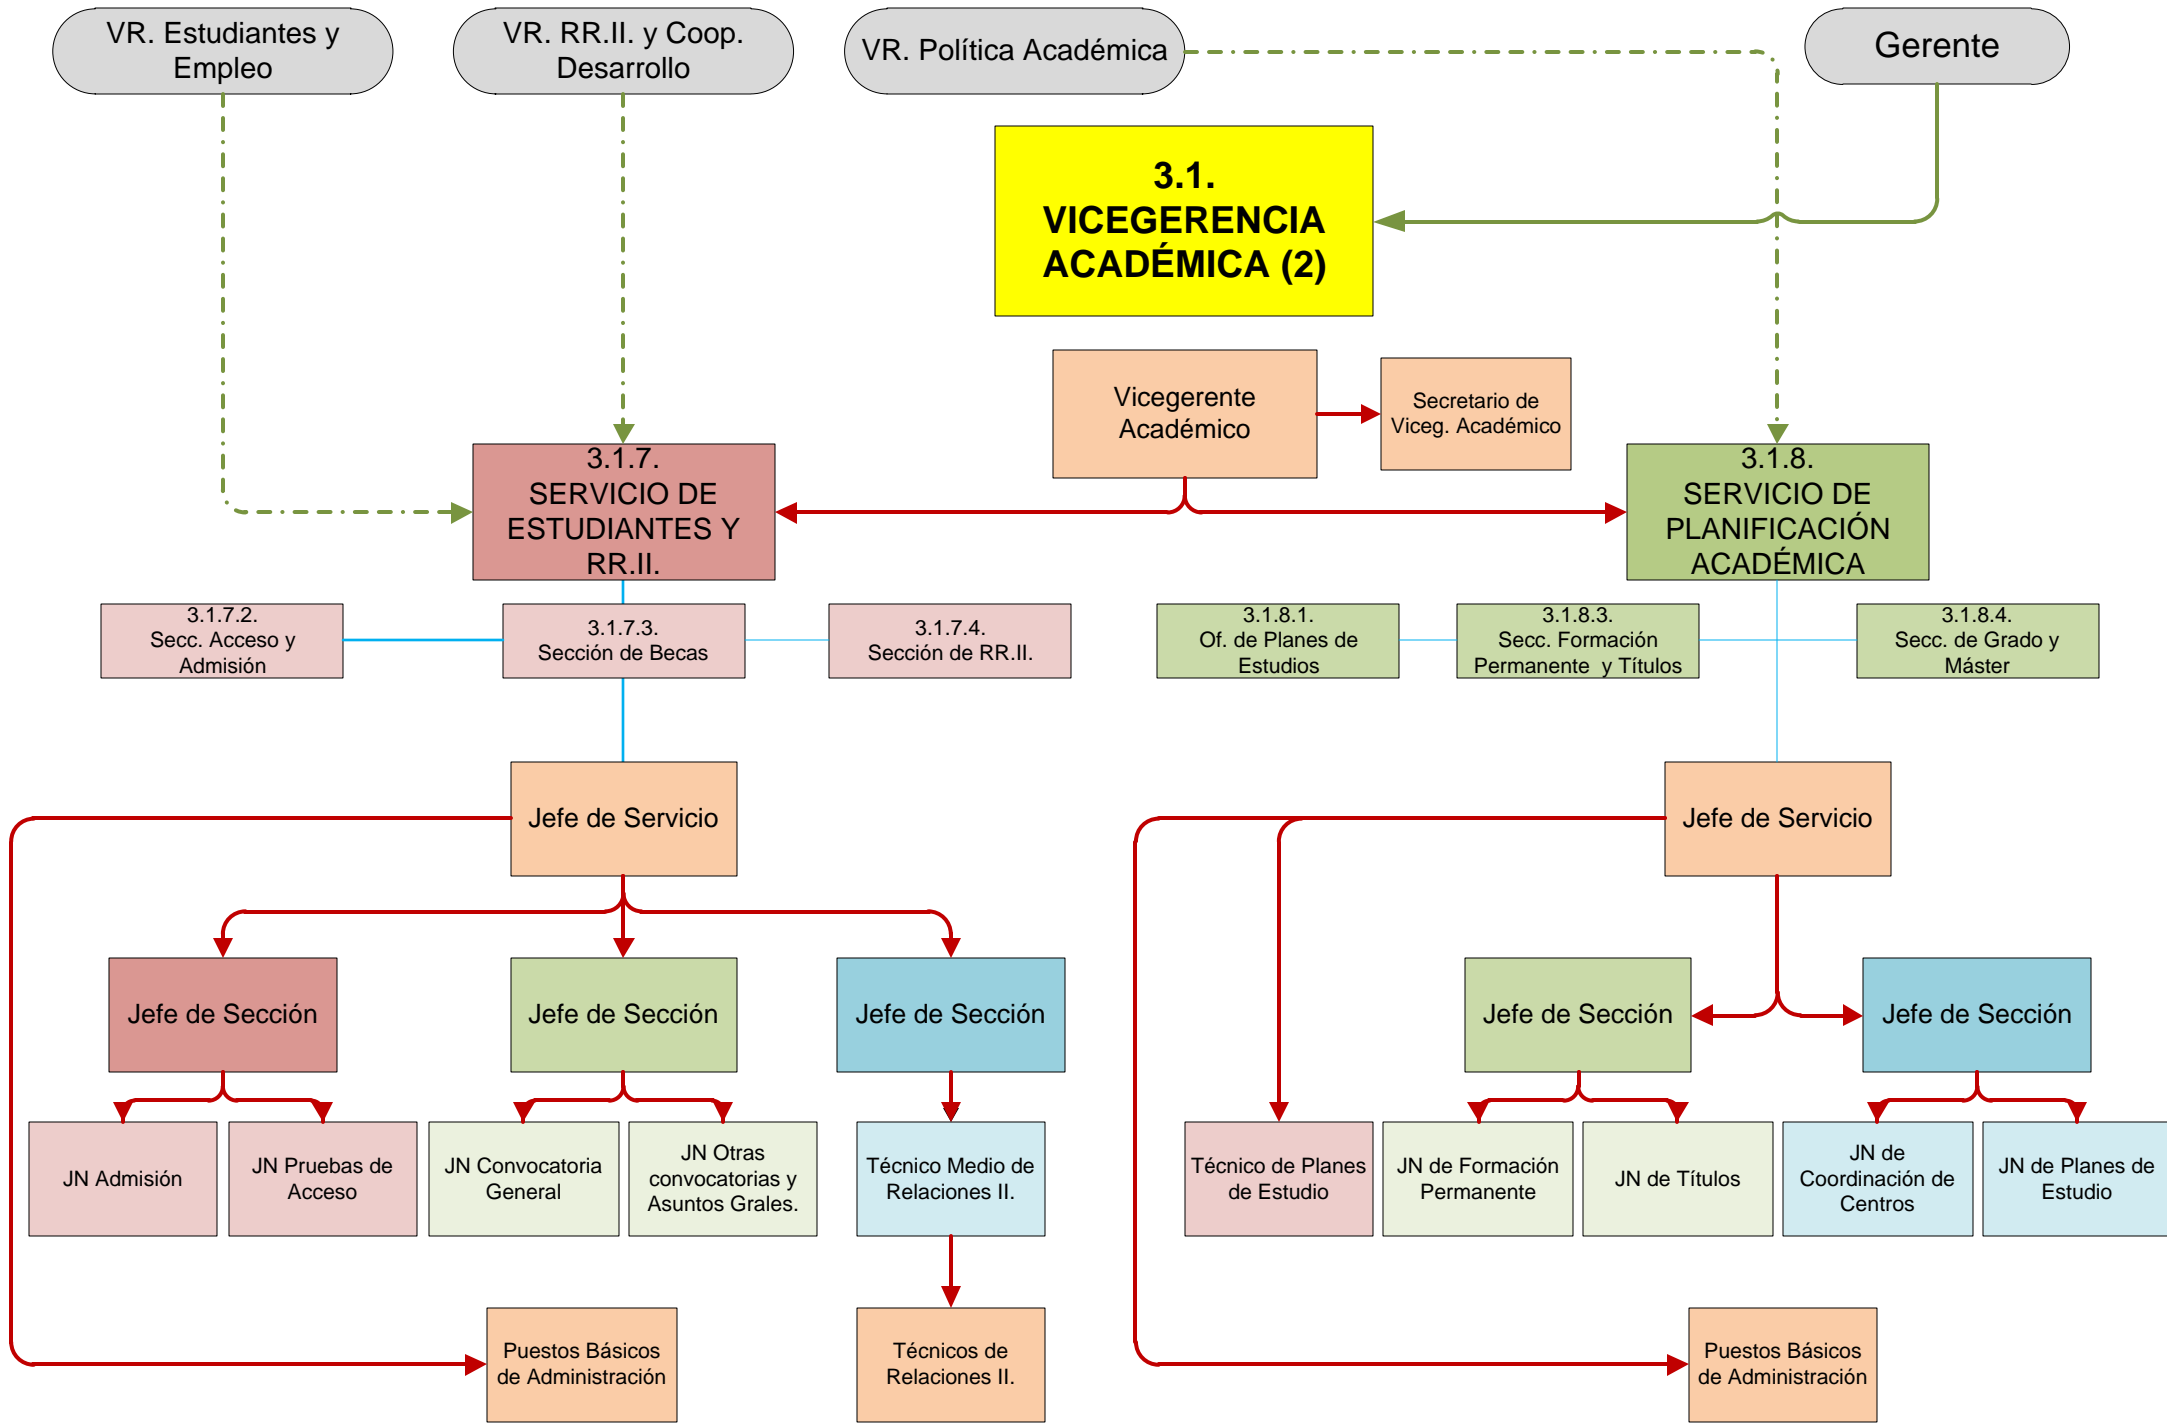 VR. Estudiantes y
Empleo
VR. RR.II. y Coop.
Desarrollo
VR. Política Académica
Gerente
3.1.
VICEGERENCIA
ACADÉMICA (2)
Vicegerente
Académico
Secretario de
Viceg. Académico
3.1.7.
SERVICIO DE
ESTUDIANTES Y
RR.II.
3.1.8.
SERVICIO DE
PLANIFICACIÓN
ACADÉMICA
3.1.7.2.
Secc. Acceso y
Admisión
3.1.7.3.
Sección de Becas
3.1.7.4.
Sección de RR.II.
3.1.8.1.
Of. de Planes de
Estudios
3.1.8.3.
Secc. Formación
Permanente y Títulos
3.1.8.4.
Secc. de Grado y
Máster
Jefe de Servicio
Jefe de Servicio
Jefe de Sección
Jefe de Sección
Jefe de Sección
Jefe de Sección
Jefe de Sección
JN Admisión
JN Pruebas de
Acceso
JN Convocatoria
General
JN Otras
convocatorias y
Asuntos Grales.
Técnico Medio de
Relaciones II.
Técnico de Planes
de Estudio
JN de Formación
Permanente
JN de Títulos
JN de
Coordinación de
Centros
JN de Planes de
Estudio
Puestos Básicos
de Administración
Técnicos de
Relaciones II.
Puestos Básicos
de Administración